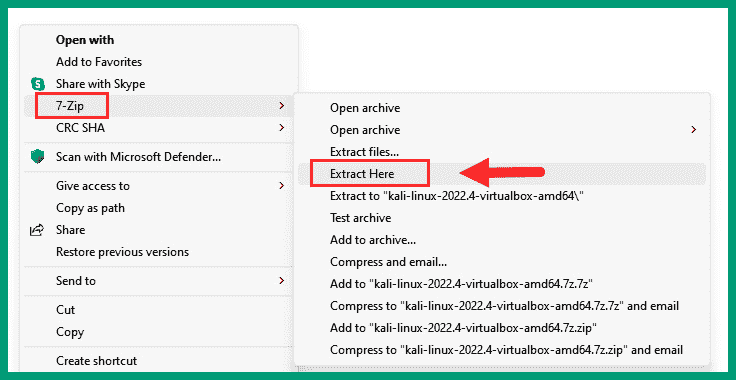 Open with
Add to Favorites
Share with Skype
7-Zip
CRC SHA
Scan with Microsoft Defender...
Give access to
Copy as path
Share
Restore previous versions
Send to
Cut
Copy
Create shortcut
Open archive
Open archive
Extract files...
Extract Here
Extract to "kali-linux-2022.4-virtualbox-amd64\"
Test archive
Add to archive...
Compress and email...
Add to "kali-linux-2022.4-virtualbox-amd64.7z.7z"
Compress to "kali-linux-2022.4-virtualbox-amd64.7z.7z" and email
Add to "kali-linux-2022.4-virtualbox-amd64.7z.zip"
Compress to "kali-linux-2022.4-virtualbox-amd64.7z.zip" and email